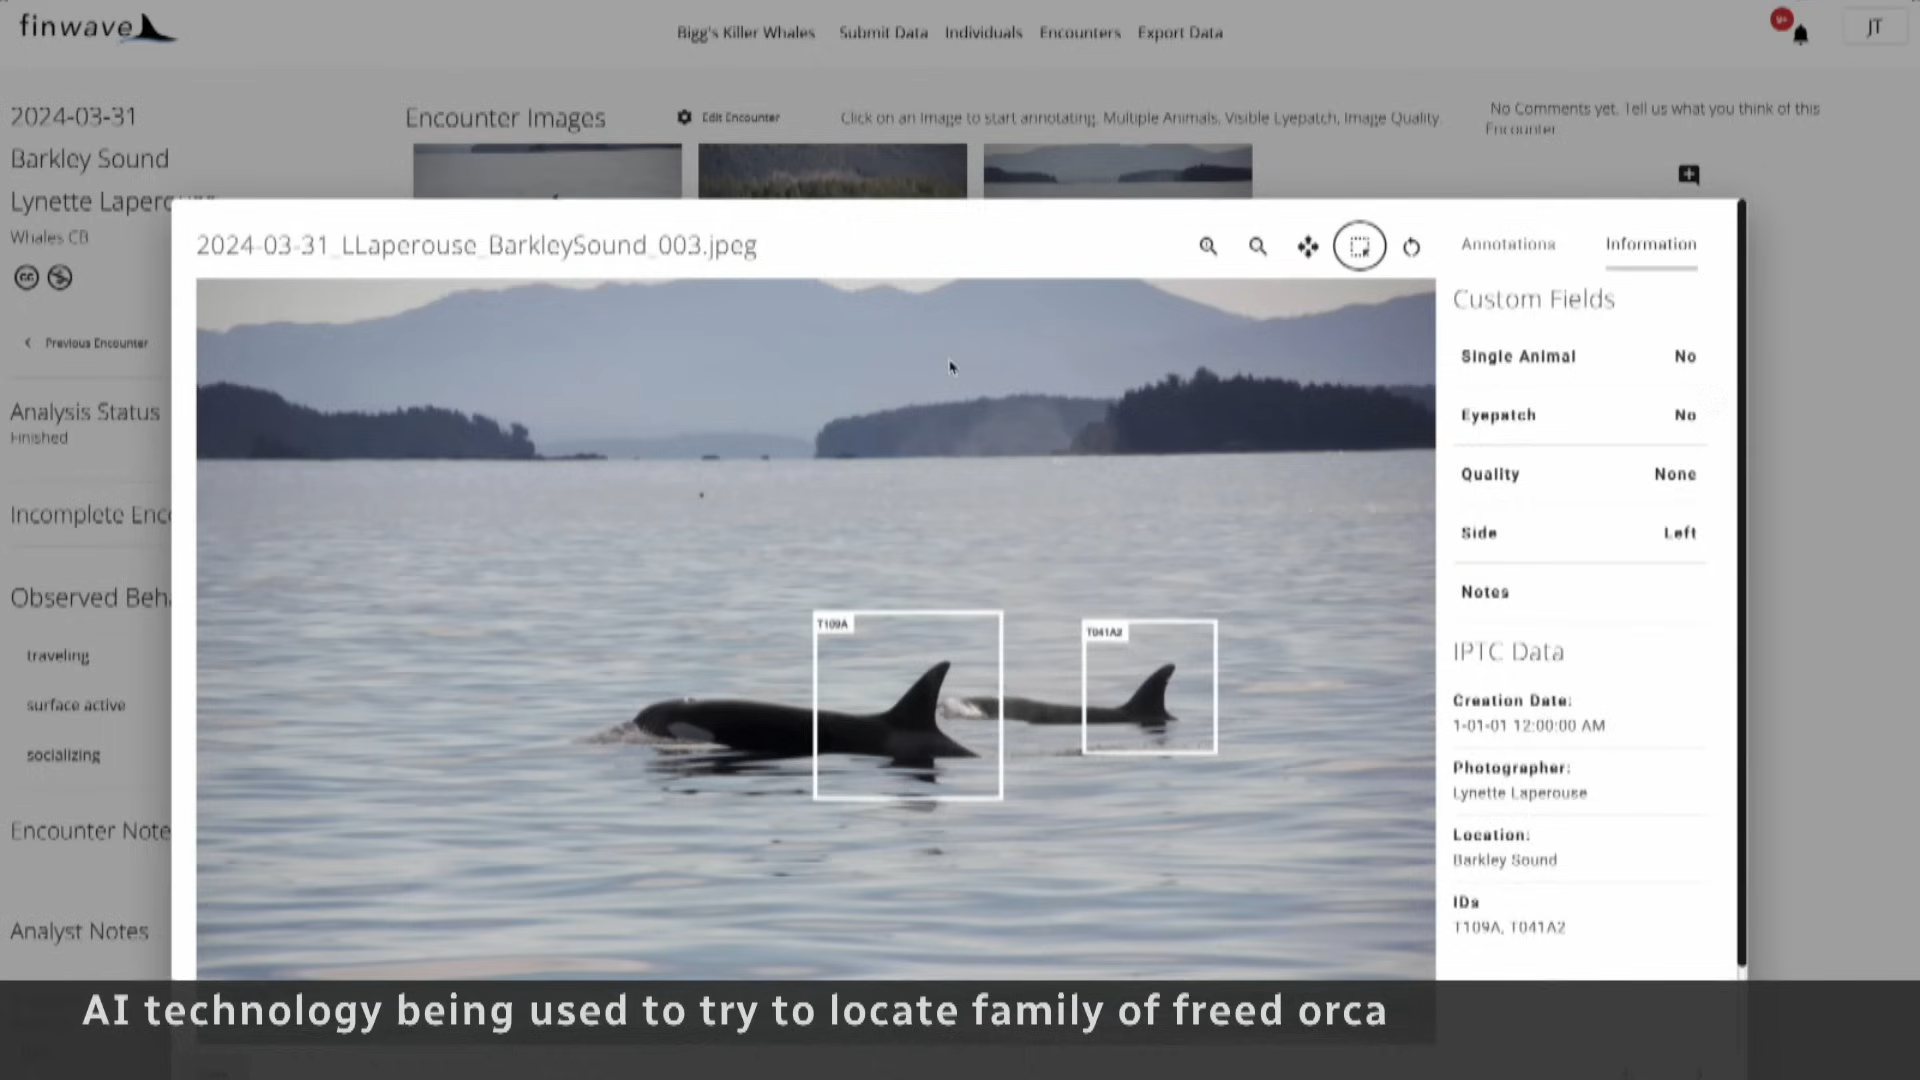 finwave
Bigg's Killer Whales Submit Data Individuals Encounters Export Data
9+
JT
2024-03-31
Barkley Sound
Lynette Laperouse
Whales CB
Previous Encounter
Analysis Status
Finished
Incomplete Enc
Observed Beh
traveling
surface active
socializing
Encounter Note
Analyst Notes
Encounter Images
Edit Encounter
Click on an image to start annotating. Multiple Animals, Visible Eyepatch, Image Quality
No Comments yet. Tell us what you think of this
Encounter
2024-03-31_LLaperouse_BarkleySound_003.jpeg
T109A
T041A2
Annotations Information
Custom Fields
Single Animal No
Eyepatch No
Quality None
Side Left
Notes
IPTC Data
Creation Date:
1-01-01 12:00:00 AM
Photographer:
Lynette Laperouse
Location:
Barkley Sound
IDs
T109A, T041A2
AI technology being used to try to locate family of freed orca